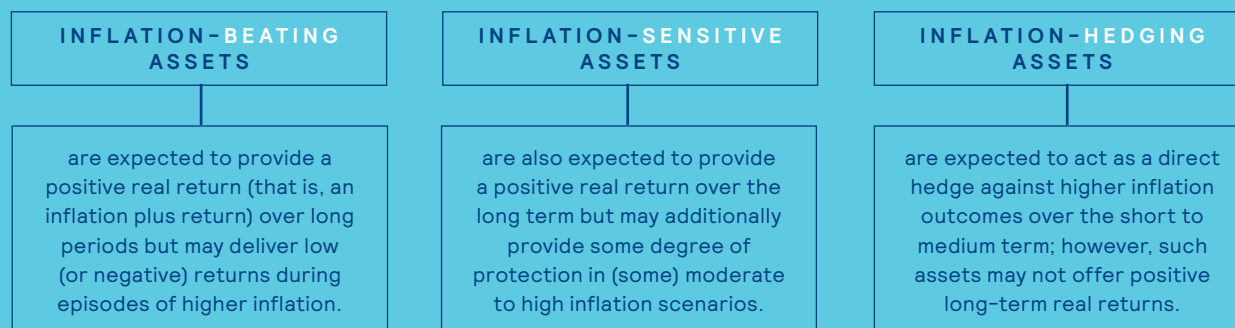 INFLATION-BEATING
ASSETS
are expected to provide a
positive real return (that is, an
inflation plus return) over long
periods but may deliver low
(or negative) returns during
episodes of higher inflation.
INFLATION-SENSITIVE
ASSETS
are also expected to provide
a positive real return over the
long term but may additionally
provide some degree of
protection in (some) moderate
to high inflation scenarios.
INFLATION-HEDGING
ASSETS
are expected to act as a direct
hedge against higher inflation
outcomes over the short to
medium term; however, such
assets may not offer positive
long-term real returns.